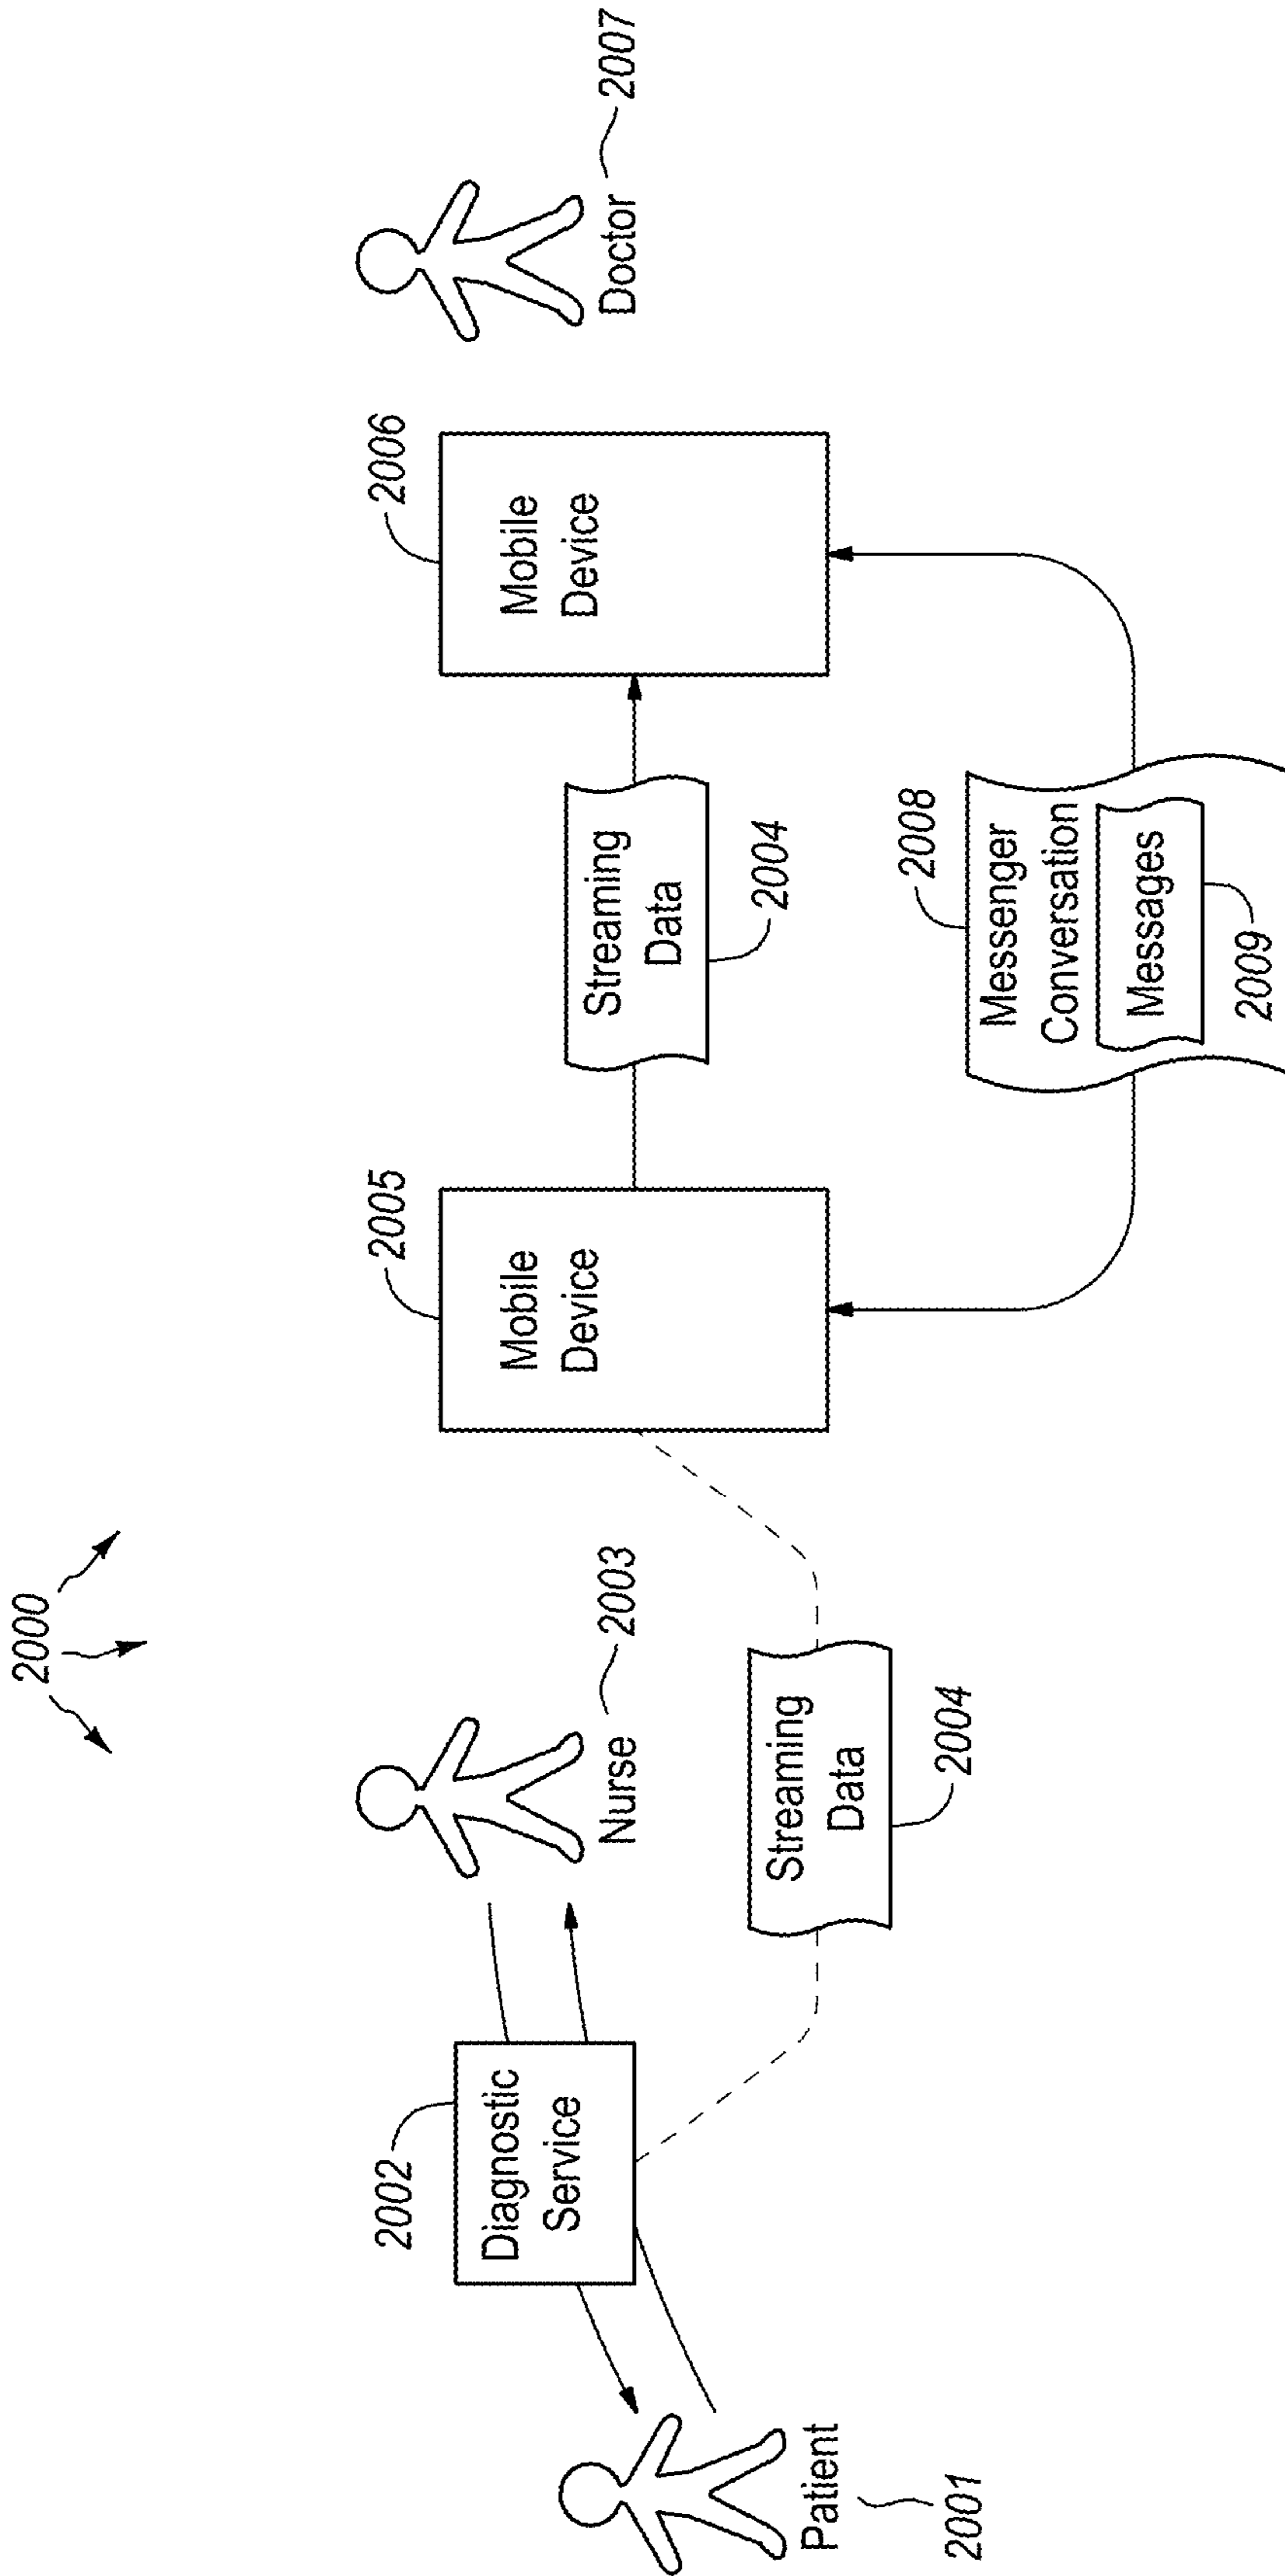 2000
2002
Diagnostic
Service
Patient
2001
Nurse
2003
Streaming
Data
2004
2005
Mobile
Device
Streaming
Data
2004
2006
Mobile
Device
2008
Messenger
Conversation
Messages
2009
Doctor
2007